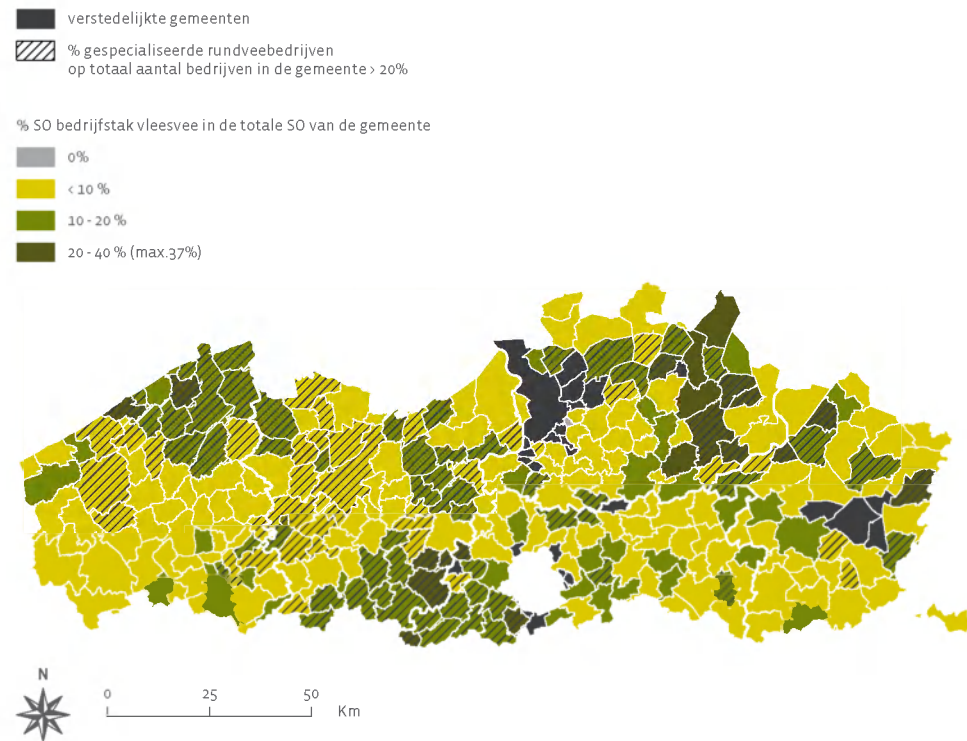 verstedelijkte gemeenten
% gespecialiseerde rundveebedrijven
op totaal aantal bedrijven in de gemeente > 20%
% SO bedrijfstak vleesvee in de totale SO van de gemeente
0%
< 10 %
10 - 20 %
20 - 40 % (max.37%)
N
0 25 50
Km